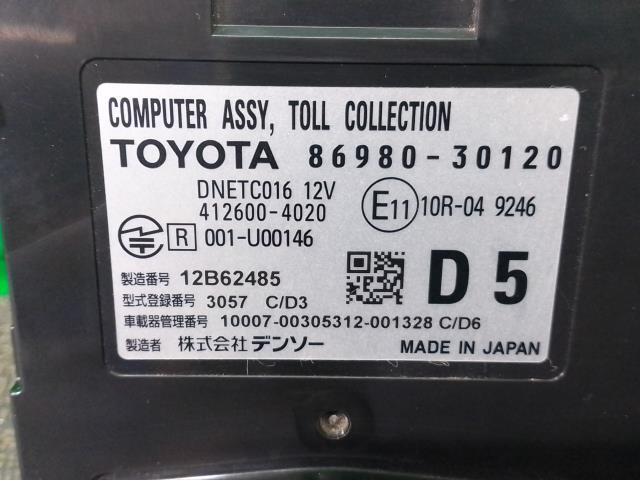 COMPUTER ASSY, TOLL COLLECTION
TOYOTA 86980-30120
DNETC016 12V
412600-4020
E11 10R-04 9246
R 001-U00146
製造番号 12B62485
D5
型式登録番号 3057 C/D3
車載器管理番号 10007-00305312-001328 C/D6
製造者 株式会社デンソー MADE IN JAPAN